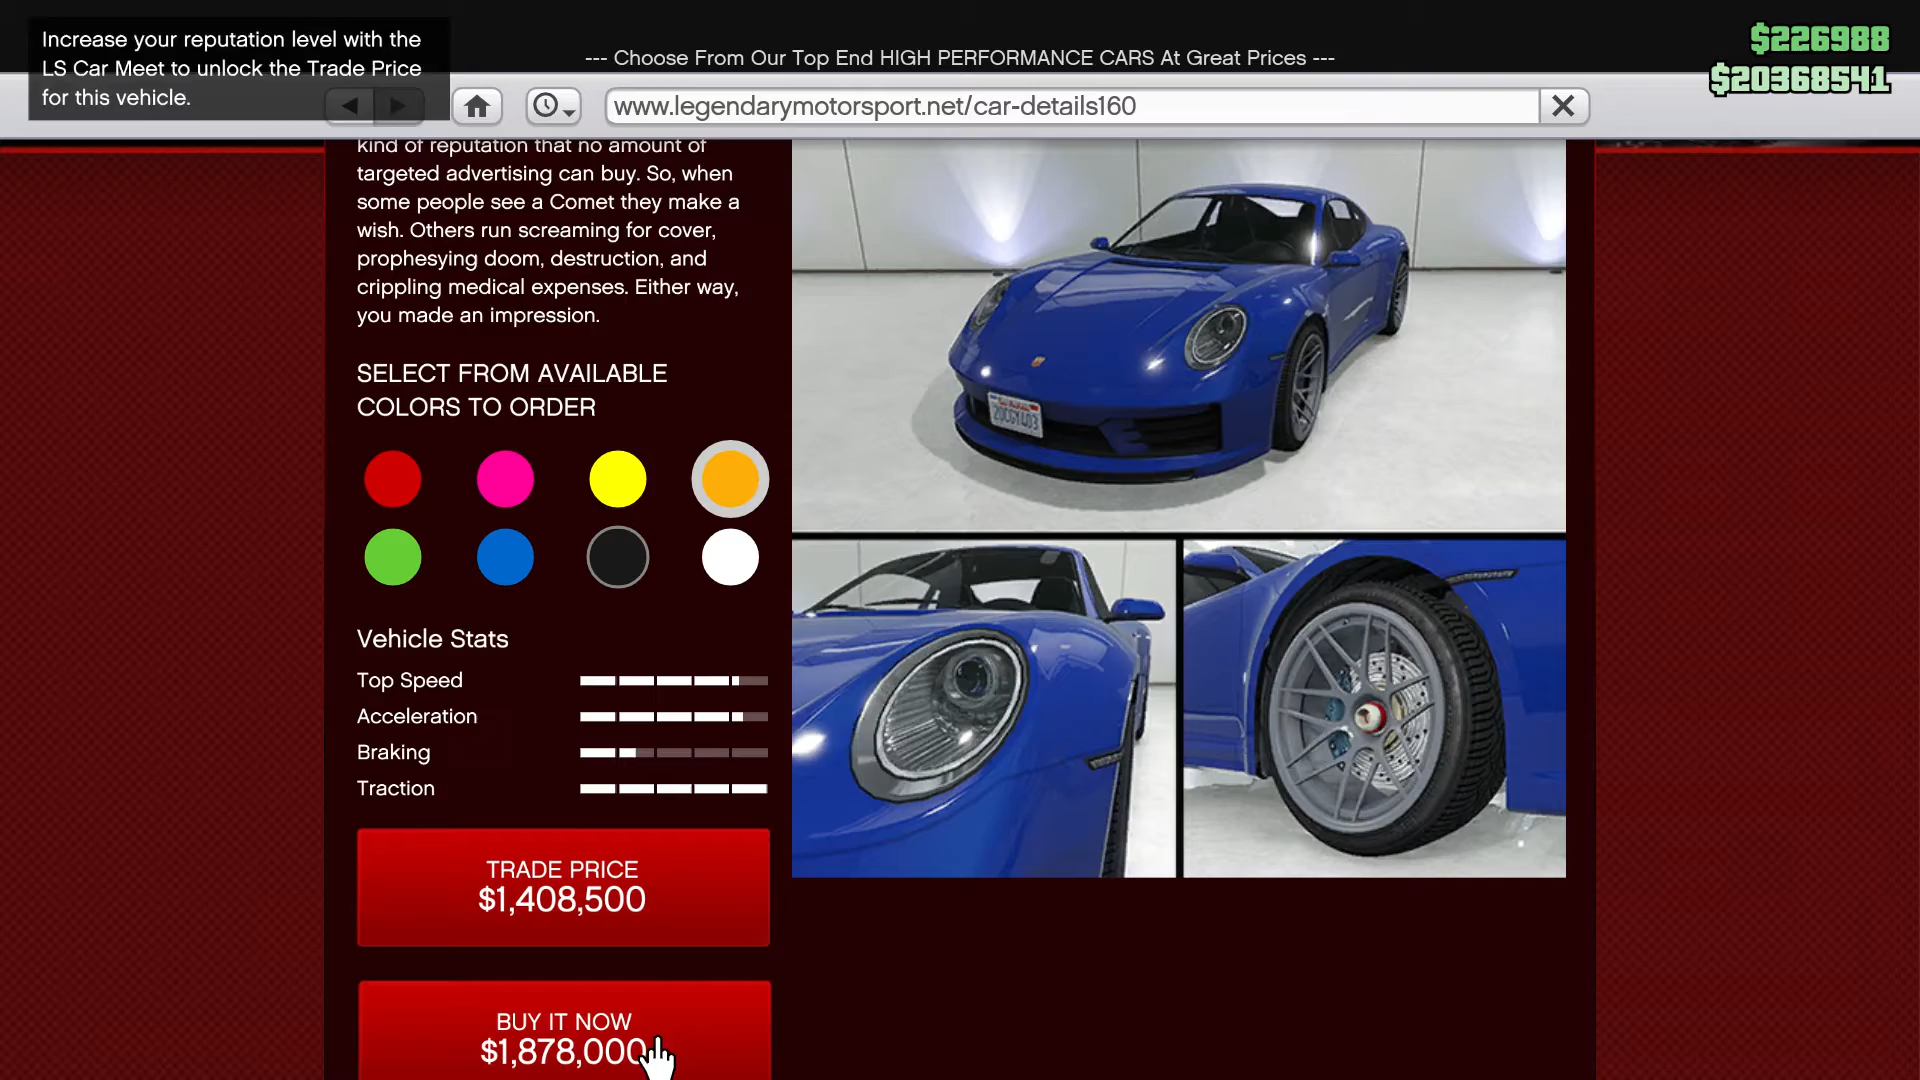 Increase your reputation level with the
LS Car Meet to unlock the Trade Price
for this vehicle.
--- Choose From Our Top End HIGH PERFORMANCE CARS At Great Prices ---
$226988
$20368541
www.legendarymotorsport.net/car-details160
kind of reputation that no amount of
targeted advertising can buy. So, when
some people see a Comet they make a
wish. Others run screaming for cover,
prophesying doom, destruction, and
crippling medical expenses. Either way,
you made an impression.
SELECT FROM AVAILABLE
COLORS TO ORDER
Vehicle Stats
Top Speed
Acceleration
Braking
Traction
TRADE PRICE
$1,408,500
BUY IT NOW
$1,878,000